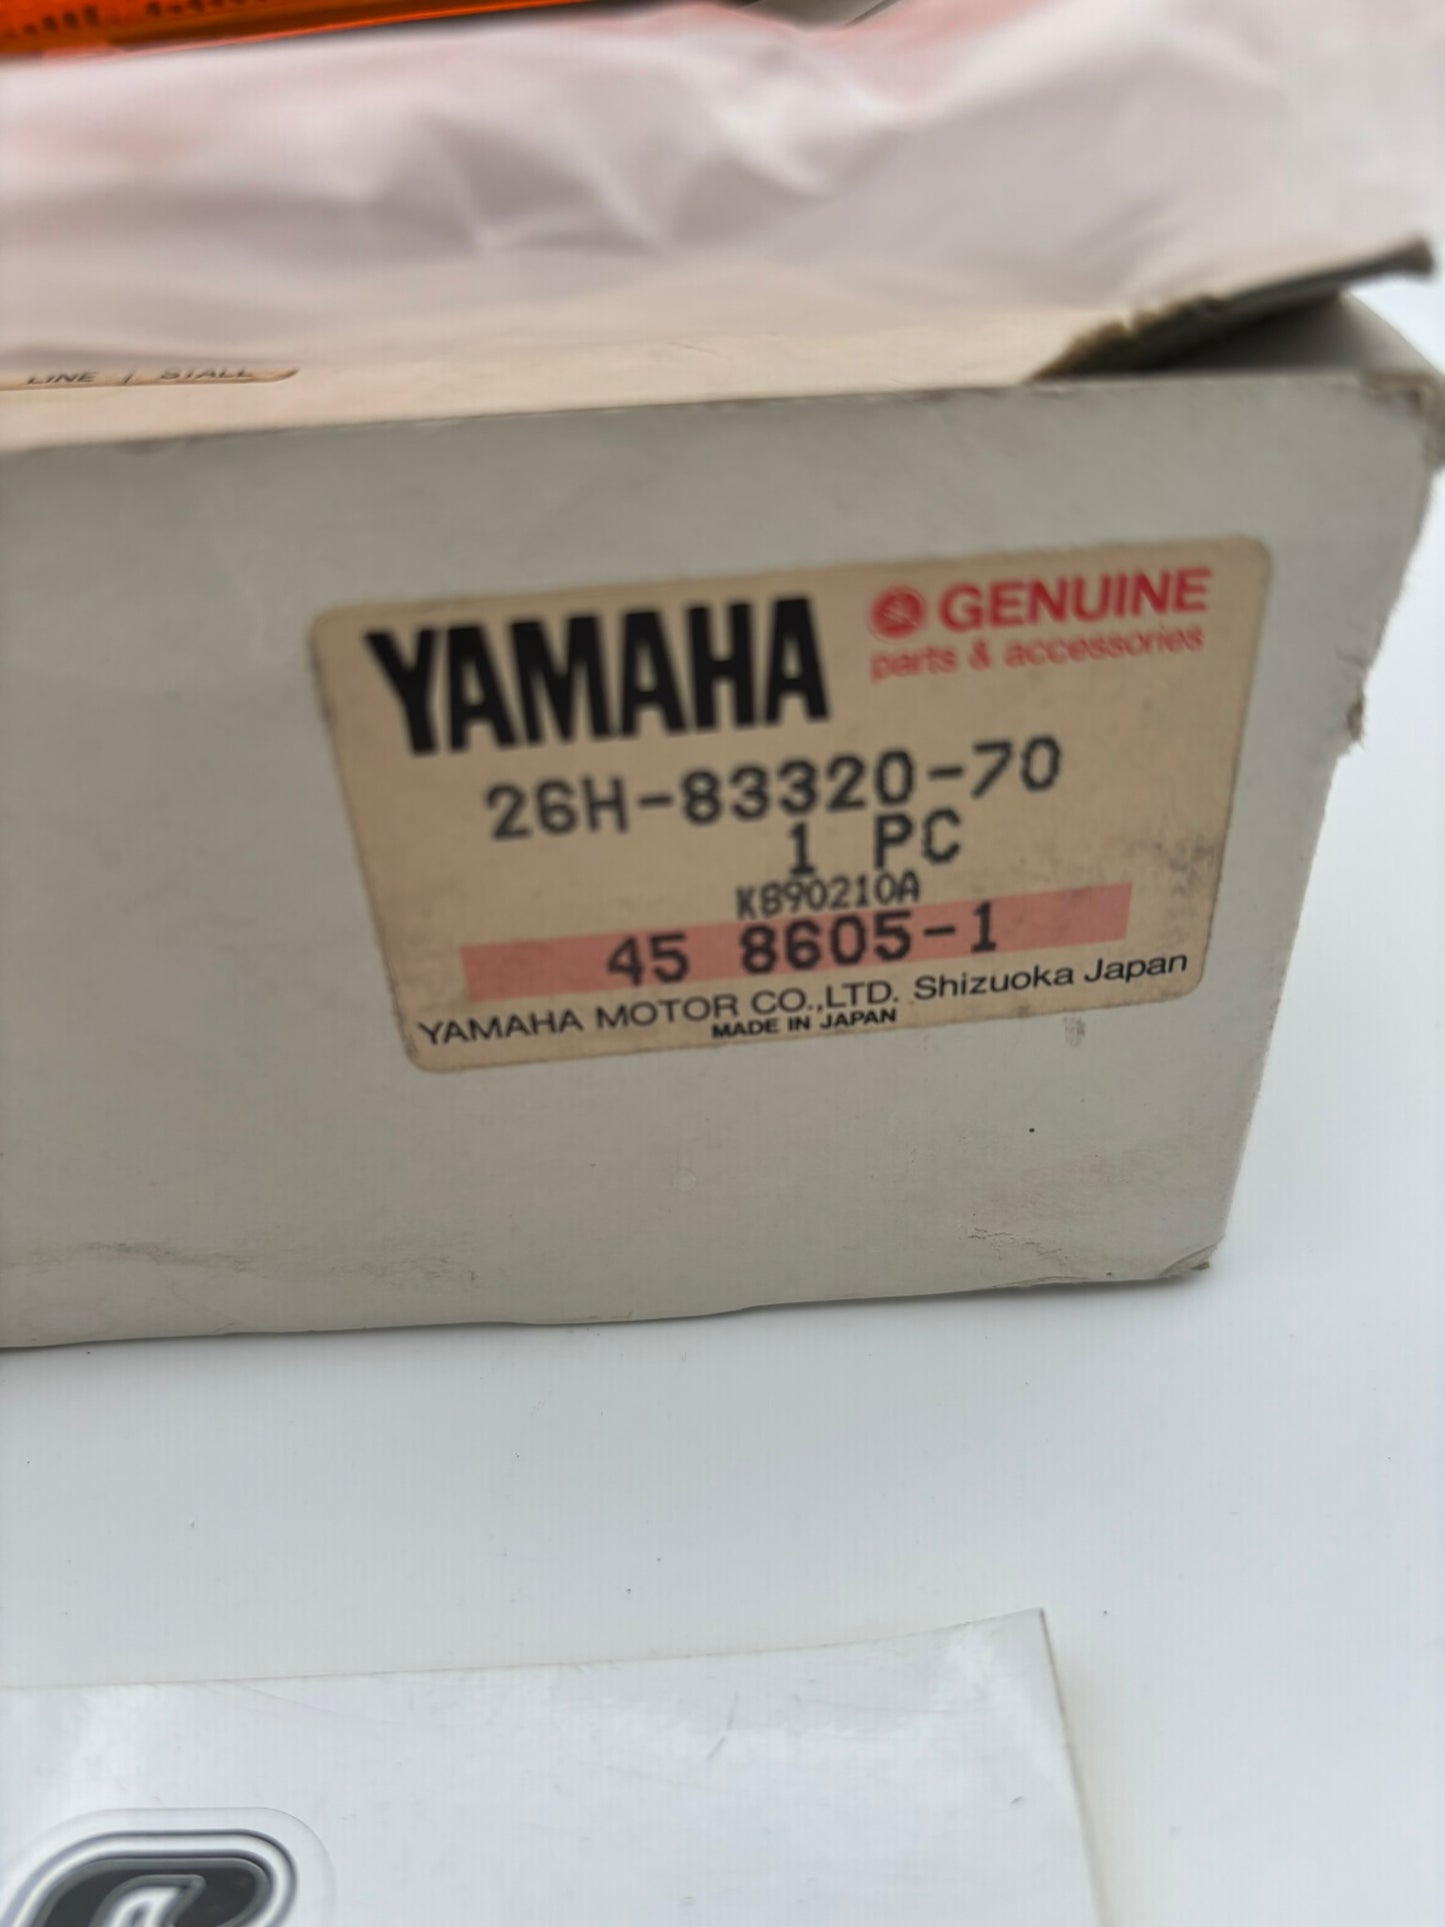 LINE / STALL
YAMAHA
GENUINE
parts & accessories
26H-83320-70
1 PC
K890210A
45 8605-1
YAMAHA MOTOR CO.,LTD. Shizuoka Japan
MADE IN JAPAN